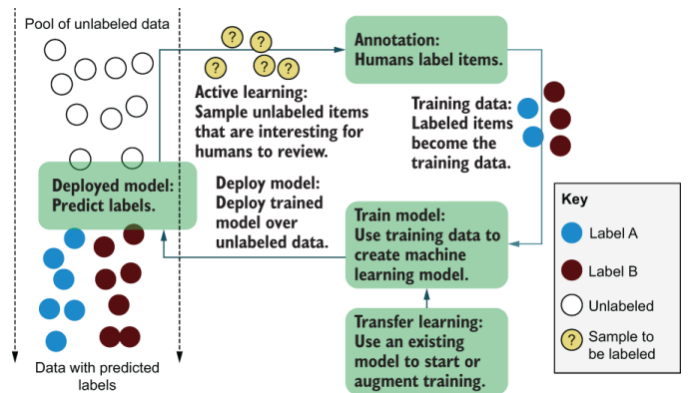 Pool of unlabeled data
?
?
?
?
?
Annotation:
Humans label items.
Active learning:
Sample unlabeled items
that are interesting for
humans to review.
Training data:
Labeled items
become the
training data.
Deployed model:
Predict labels.
Deploy model:
Deploy trained
model over
unlabeled data.
Train model:
Use training data to
create machine
learning model.
Transfer learning:
Use an existing
model to start or
augment training.
Data with predicted
labels
Key
Label A
Label B
Unlabeled
?
Sample to
be labeled